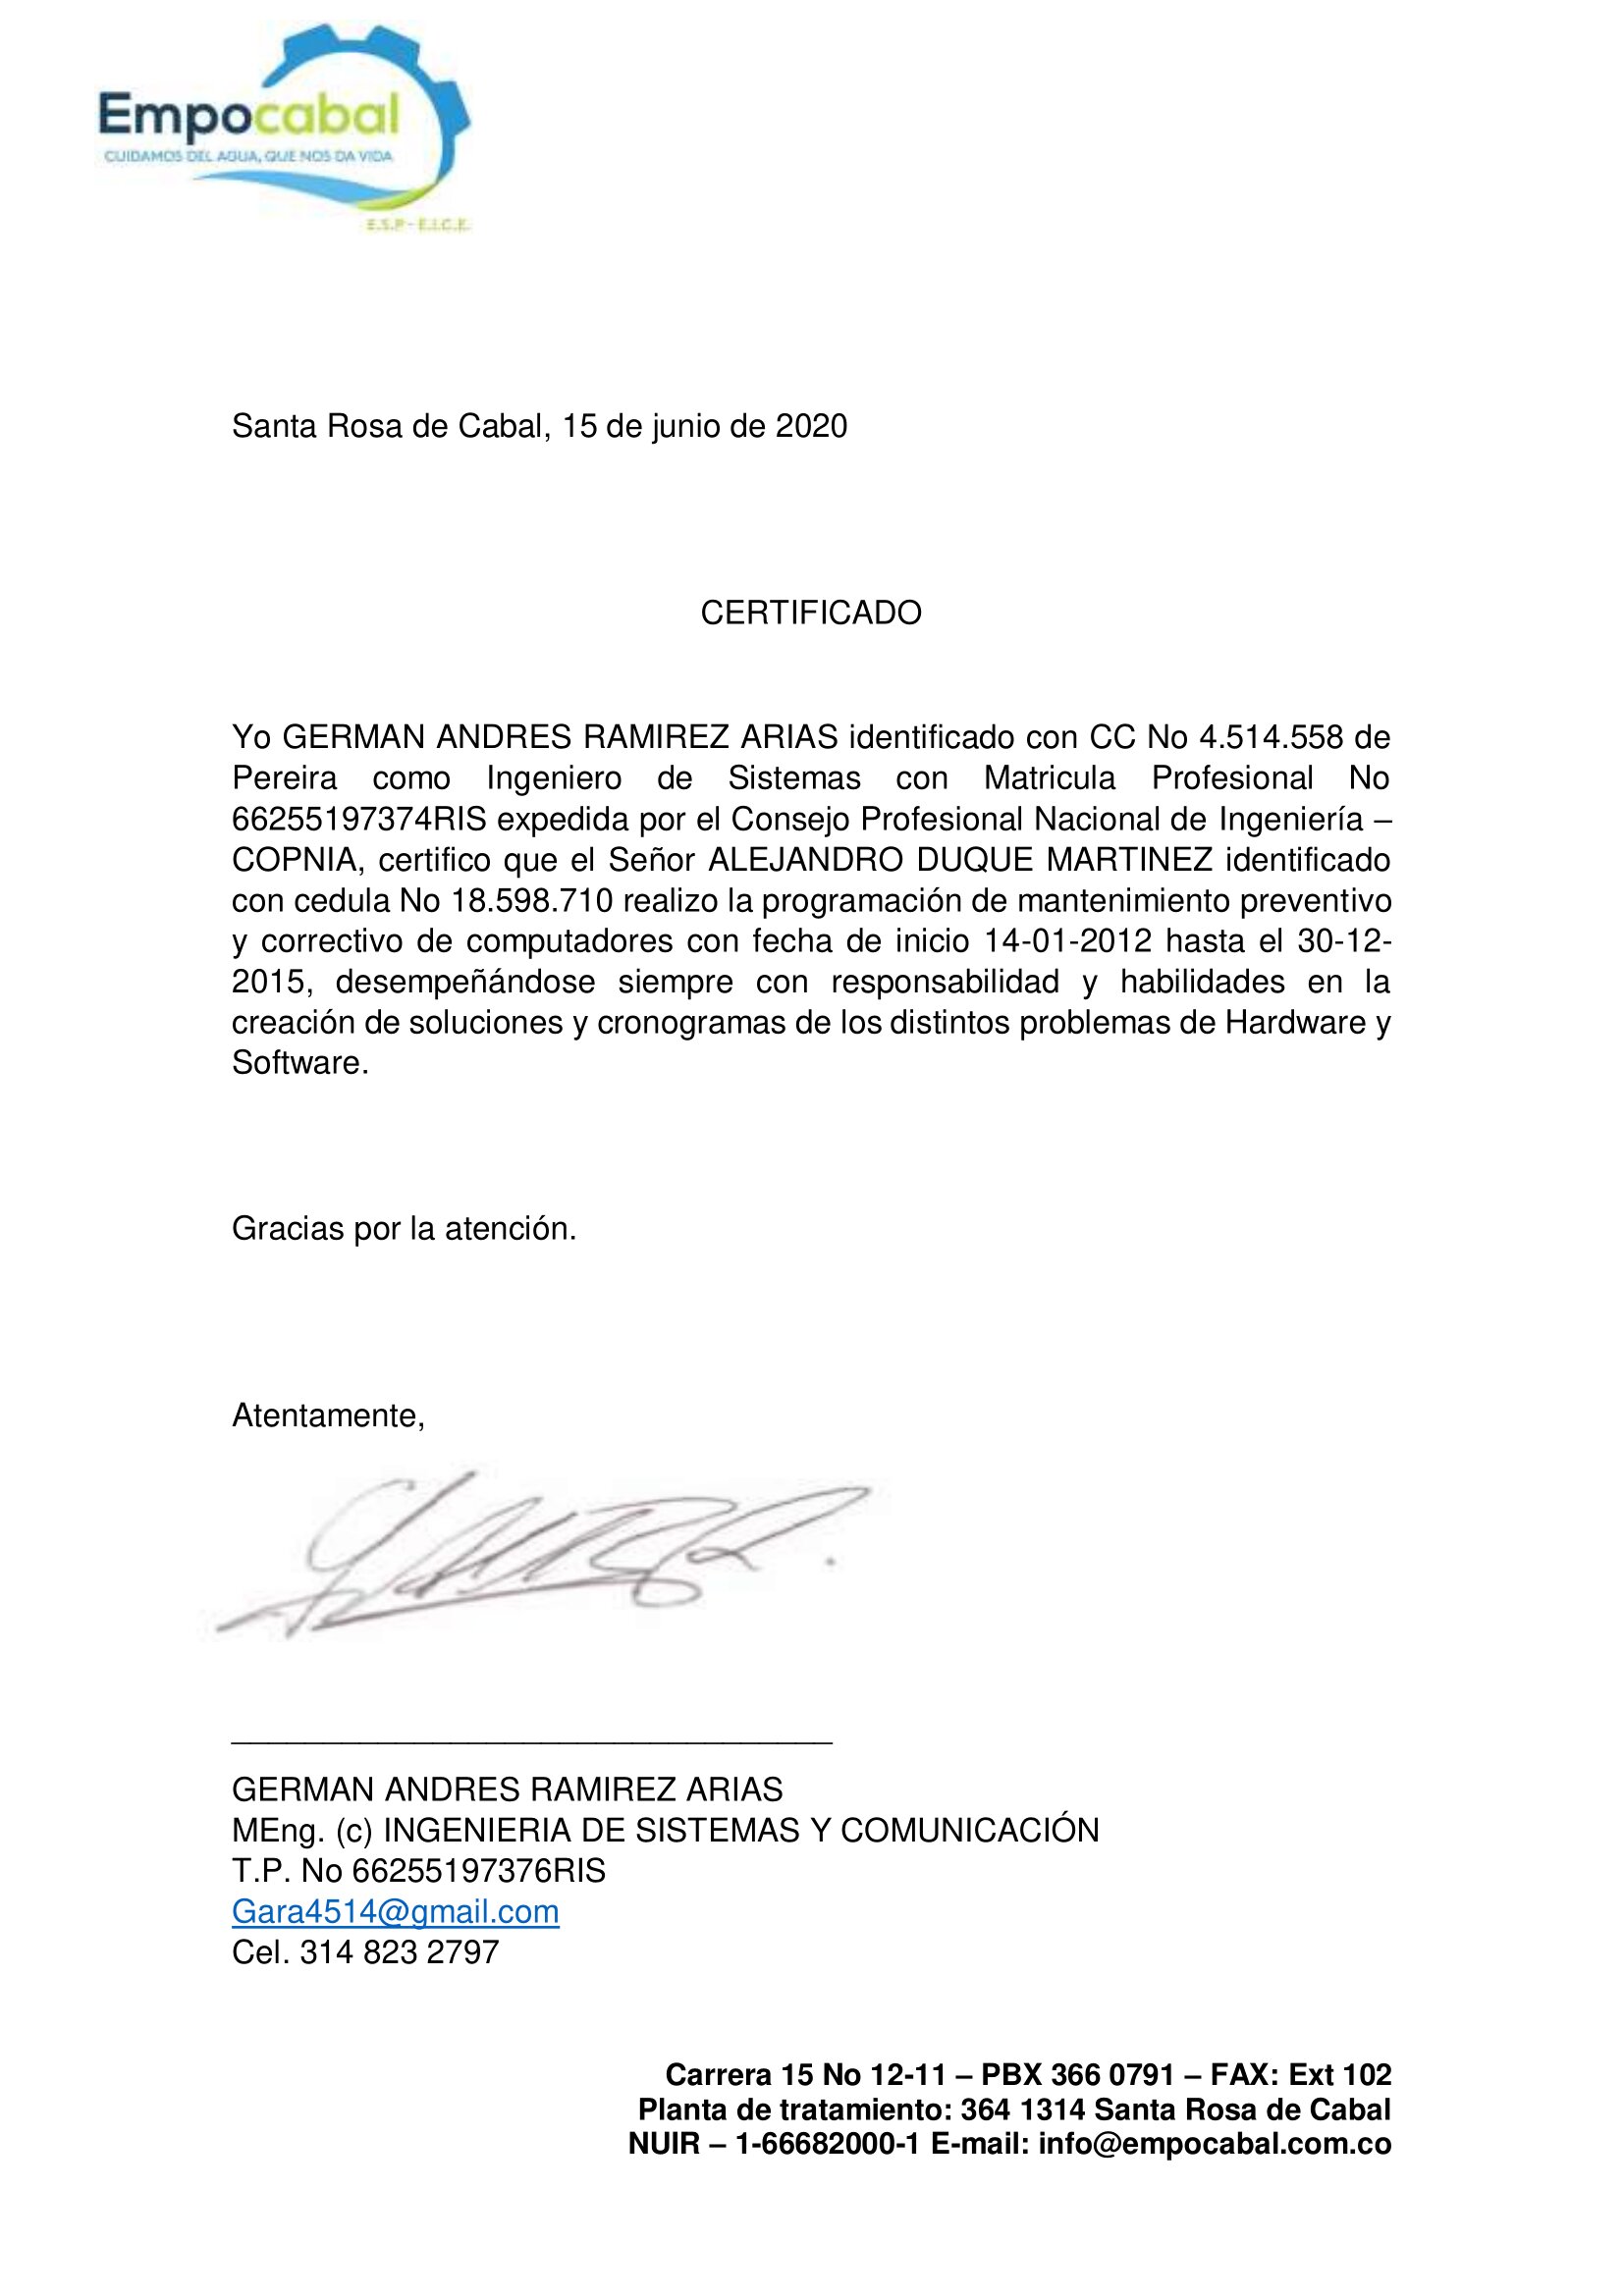 Empocabal
CUIDAMOS DEL AGUA, QUE NOS DA VIDA
E.S.P - E.I.C.E.
Santa Rosa de Cabal, 15 de junio de 2020
CERTIFICADO
Yo GERMAN ANDRES RAMIREZ ARIAS identificado con CC No 4.514.558 de
Pereira como Ingeniero de Sistemas con Matricula Profesional No
66255197374RIS expedida por el Consejo Profesional Nacional de Ingeniería –
COPNIA, certifico que el Señor ALEJANDRO DUQUE MARTINEZ identificado
con cedula No 18.598.710 realizo la programación de mantenimiento preventivo
y correctivo de computadores con fecha de inicio 14-01-2012 hasta el 30-12-
2015, desempeñándose siempre con responsabilidad y habilidades en la
creación de soluciones y cronogramas de los distintos problemas de Hardware y
Software.
Gracias por la atención.
Atentamente,
GERMAN ANDRES RAMIREZ ARIAS
MEng. (c) INGENIERIA DE SISTEMAS Y COMUNICACIÓN
T.P. No 66255197376RIS
Gara4514@gmail.com
Cel. 314 823 2797
Carrera 15 No 12-11 – PBX 366 0791 – FAX: Ext 102
Planta de tratamiento: 364 1314 Santa Rosa de Cabal
NUIR – 1-66682000-1 E-mail: info@empocabal.com.co